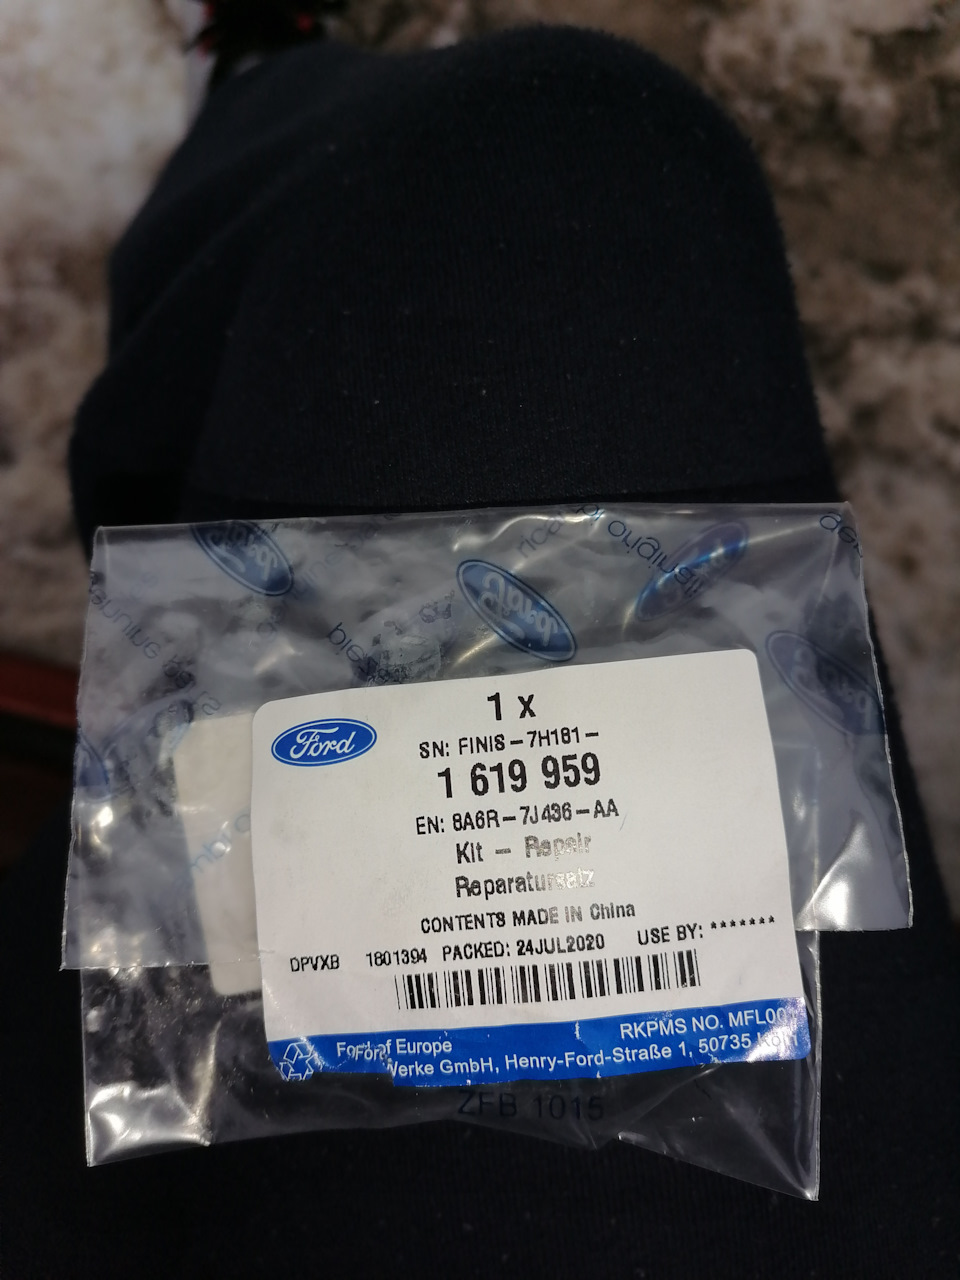 1 x
Ford
SN: FINIS-7H181-
1 619 959
EN: 8A6R-7J436-AA
Kit - Repair
Reparatursatz
CONTENTS MADE IN China
DPVXB 1801394 PACKED: 24JUL2020 USE BY: *******
RKPMS NO.
Ford of Europe
Ford
Werke GmbH, Henry-Ford-Straße 1, 50735 Köln
ZFB 1015